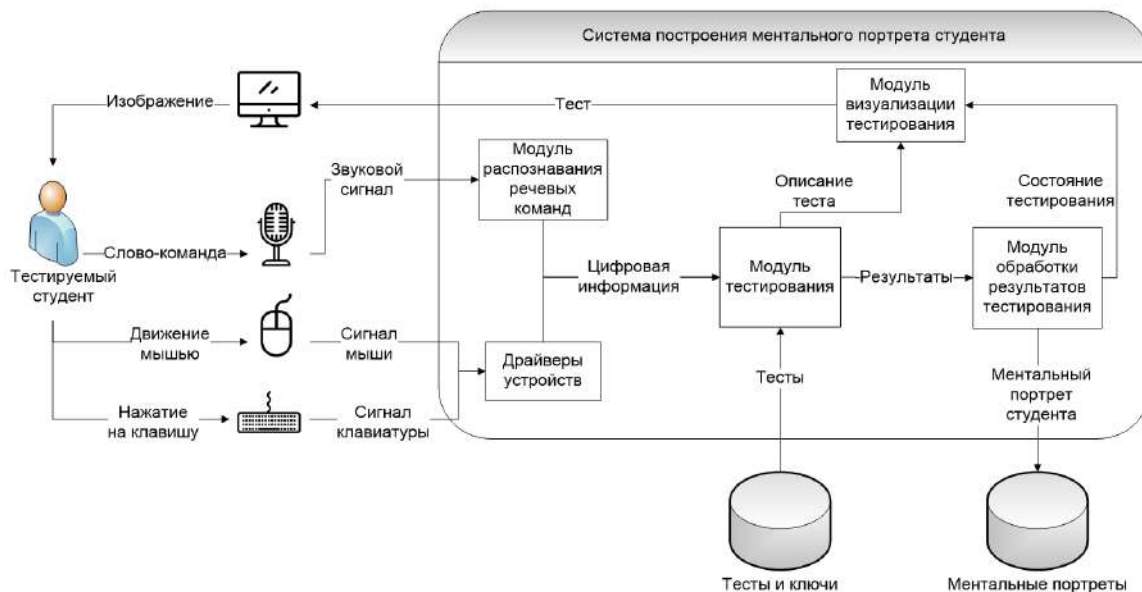 Система построения ментального портрета студента
Изображение
Тест
Модуль
визуализации
тестирования
Модуль
распознавания
речевых
команд
Звуковой
сигнал
Описание
теста
Состояние
тестирования
Слово-команда
Тестируемый
студент
Цифровая
информация
Модуль
тестирования
Результаты
Модуль
обработки
результатов
тестирования
Движение
мышью
Сигнал
мыши
Драйверы
устройств
Тесты
Ментальный
портрет
студента
Нажатие
на клавишу
Сигнал
клавиатуры
Тесты и ключи
Ментальные портреты